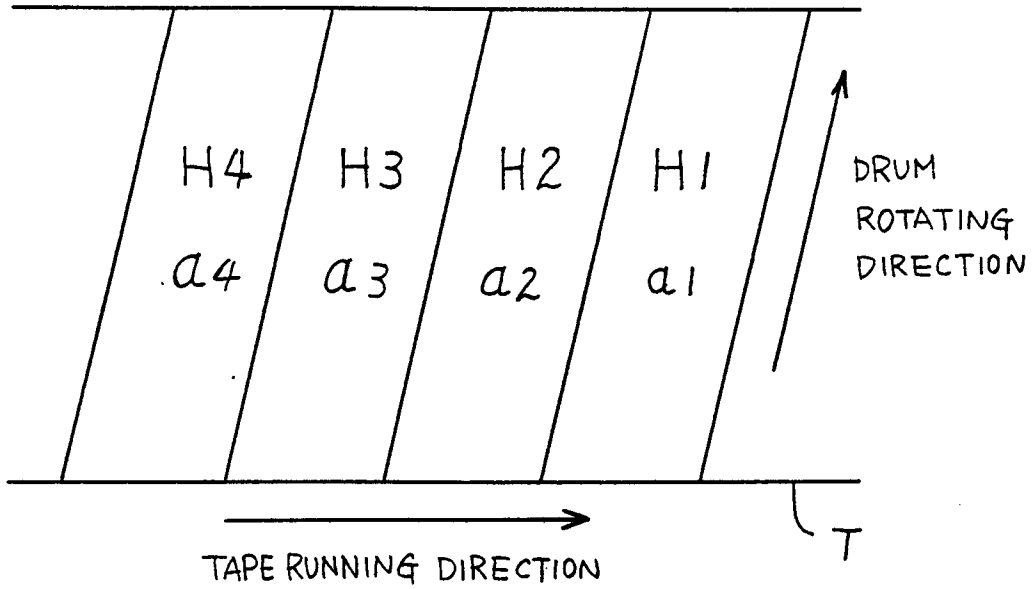 H4 H3 H2 H1
a4 a3 a2 a1
DRUM
ROTATING
DIRECTION
TAPE RUNNING DIRECTION
T